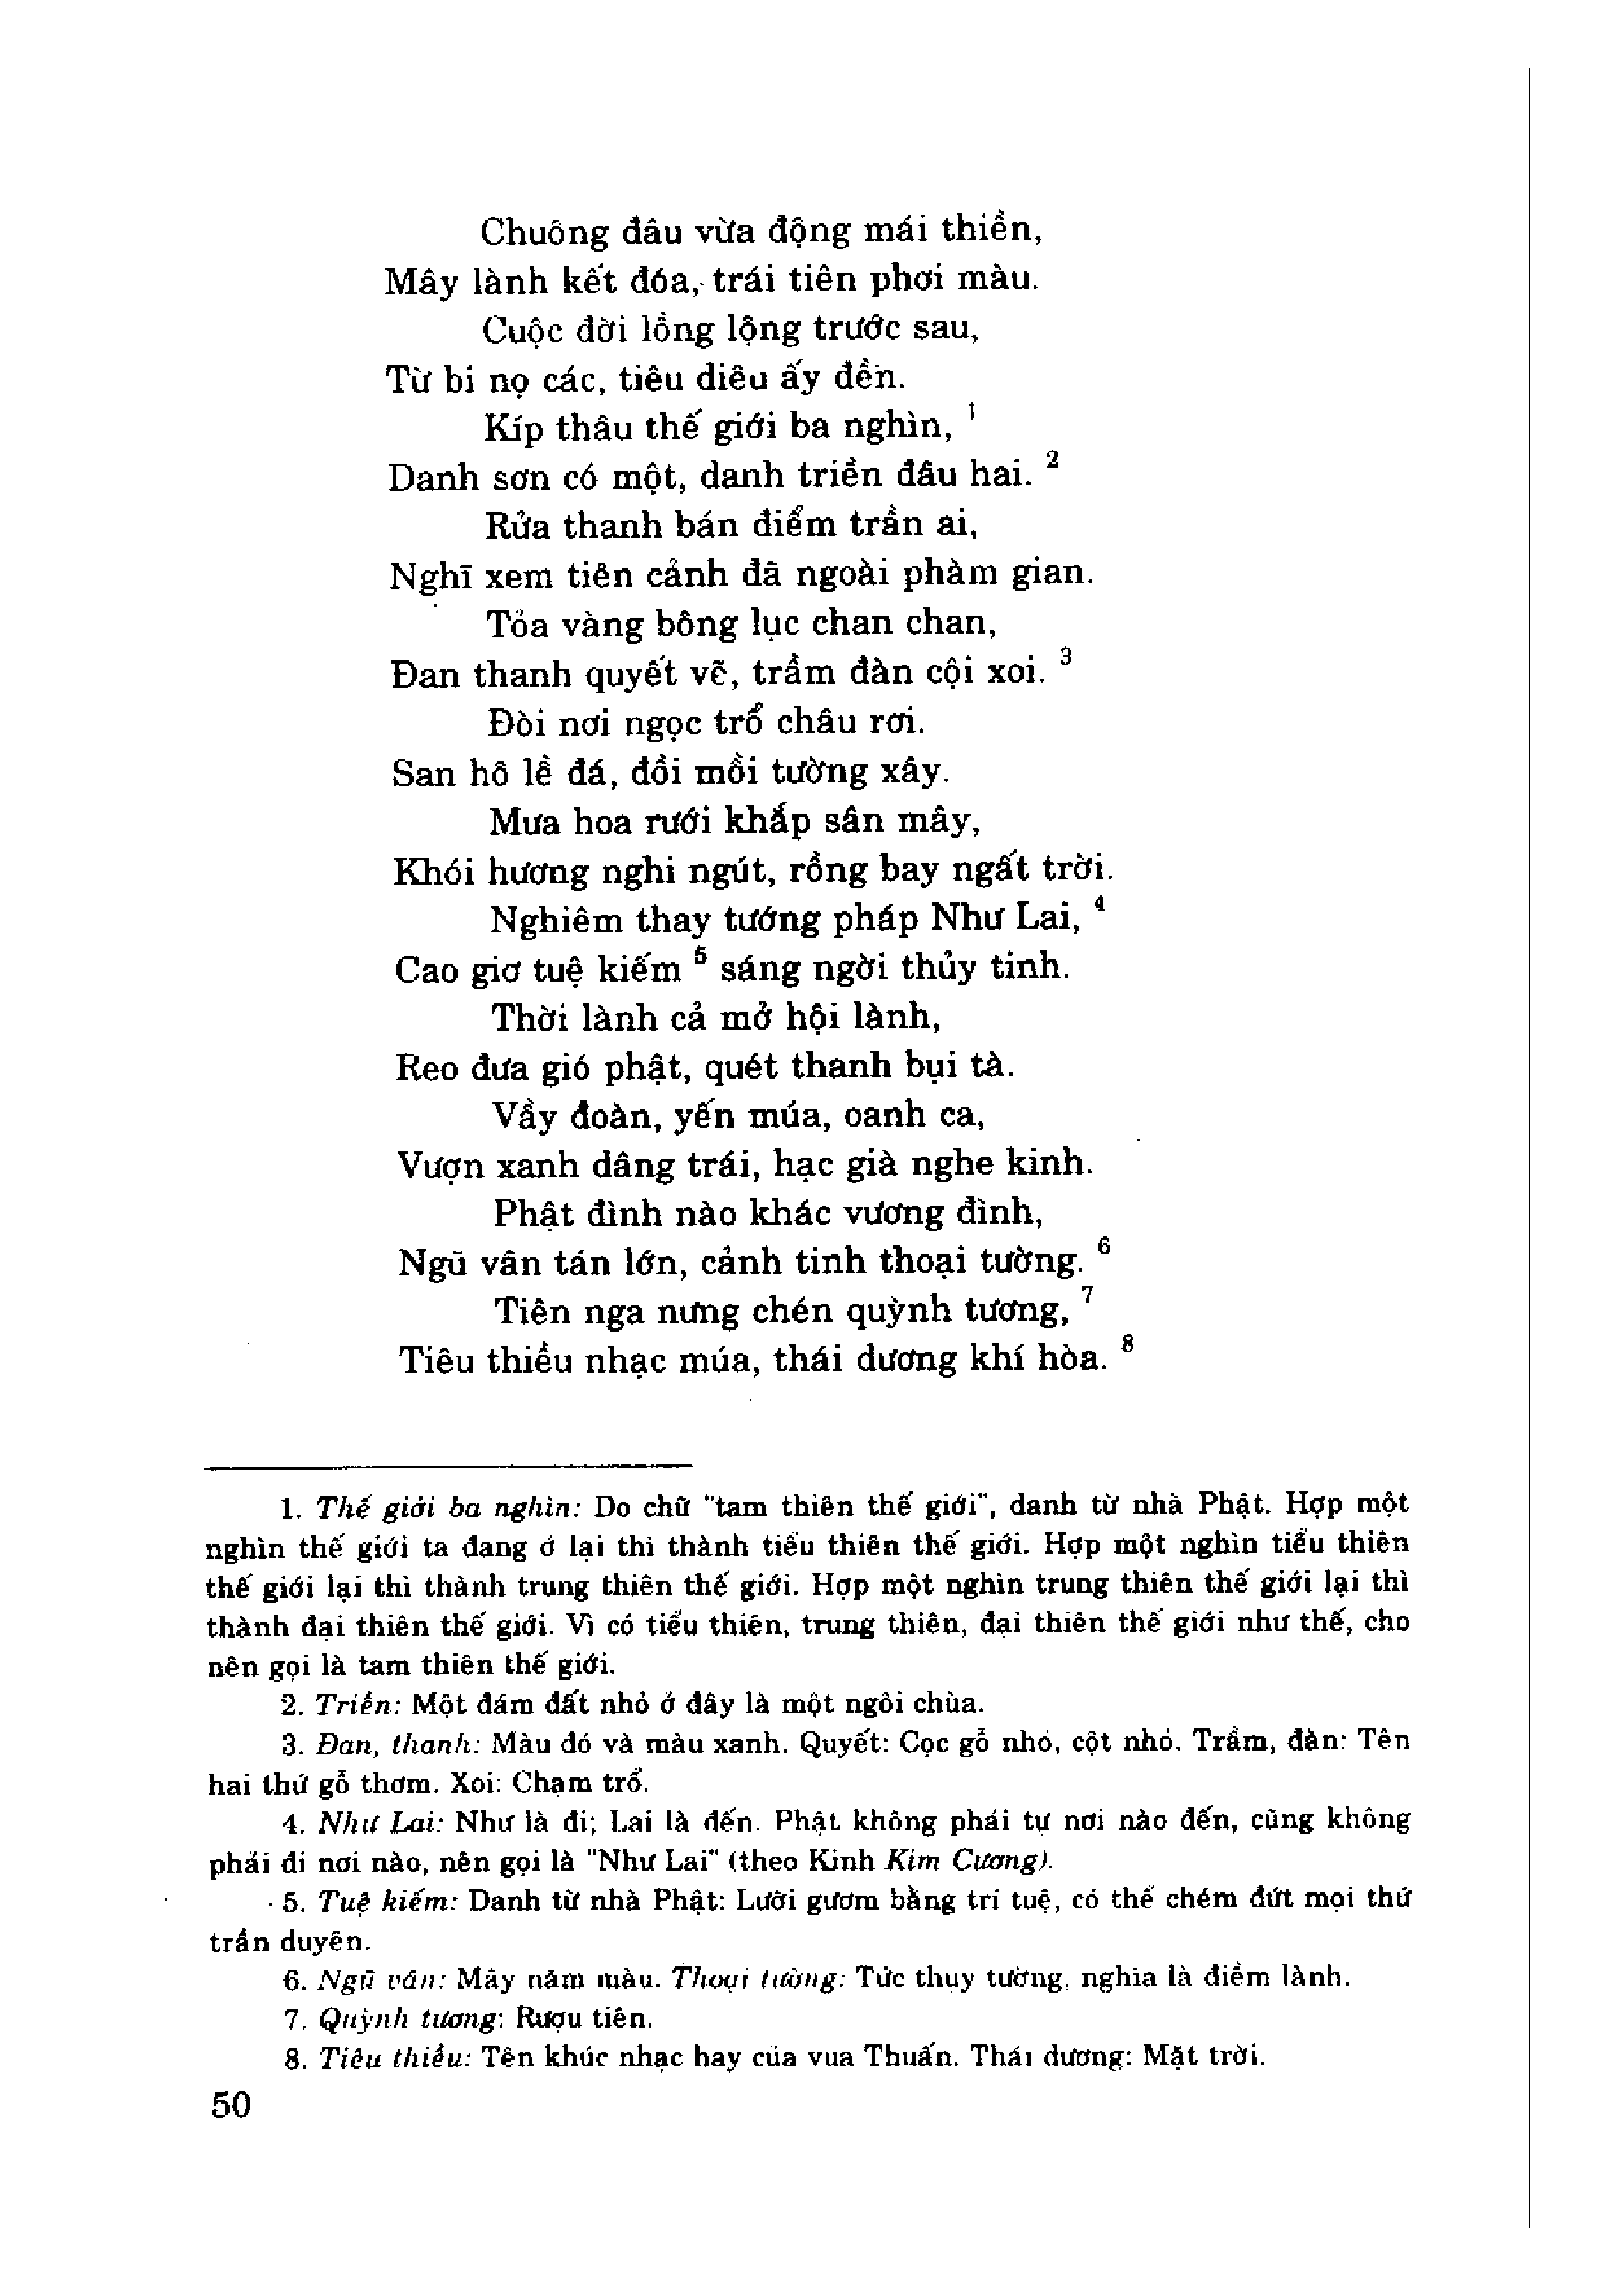 Chuông đâu vừa động mái thiền,
Mây lành kết đóa, trái tiên phơi màu.
Cuộc đời lồng lộng trước sau,
Từ bi nọ các, tiêu diêu ấy đền.
Kíp thâu thế giới ba nghìn, 1
Danh sơn có một, danh triền đâu hai. 2
Rửa thanh bán điểm trần ai,
Nghĩ xem tiên cảnh đã ngoài phàm gian.
Tỏa vàng bông lục chan chan,
Đan thanh quyết vẽ, trầm đàn cội xoi. 3
Đòi nơi ngọc trổ châu rơi.
San hô lề đá, đồi mồi tường xây.
Mưa hoa rưới khắp sân mây,
Khói hương nghi ngút, rồng bay ngất trời.
Nghiêm thay tướng pháp Như Lai, 4
Cao giơ tuệ kiếm 5 sáng ngời thủy tinh.
Thời lành cả mở hội lành,
Reo đưa gió phật, quét thanh bụi tà.
Vầy đoàn, yến múa, oanh ca,
Vượn xanh dâng trái, hạc già nghe kinh.
Phật đình nào khác vương đình,
Ngũ vân tán lớn, cảnh tinh thoại tường. 6
Tiên nga nưng chén quỳnh tương, 7
Tiêu thiều nhạc múa, thái dương khí hòa. 8
1. Thế giới ba nghìn: Do chữ "tam thiên thế giới", danh từ nhà Phật. Hợp một
nghìn thế giới ta đang ở lại thì thành tiểu thiên thế giới. Hợp một nghìn tiểu thiên
thế giới lại thì thành trung thiên thế giới. Hợp một nghìn trung thiên thế giới lại thì
thành đại thiên thế giới. Vì có tiểu thiên, trung thiên, đại thiên thế giới như thế, cho
nên gọi là tam thiên thế giới.
2. Triền: Một đám đất nhỏ ở đây là một ngôi chùa.
3. Đan, thanh: Màu đỏ và màu xanh. Quyết: Cọc gỗ nhỏ, cột nhỏ. Trầm, đàn: Tên
hai thứ gỗ thơm. Xoi: Chạm trổ.
4. Như Lai: Như là đi; Lai là đến. Phật không phải tự nơi nào đến, cũng không
phải đi nơi nào, nên gọi là "Như Lai" (theo Kinh Kim Cương).
5. Tuệ kiếm: Danh từ nhà Phật: Lưỡi gươm bằng trí tuệ, có thể chém đứt mọi thứ
trần duyên.
6. Ngũ vân: Mây năm màu. Thoại tường: Tức thụy tường, nghĩa là điềm lành.
7. Quỳnh tương: Rượu tiên.
8. Tiêu thiều: Tên khúc nhạc hay của vua Thuấn. Thái dương: Mặt trời.
50